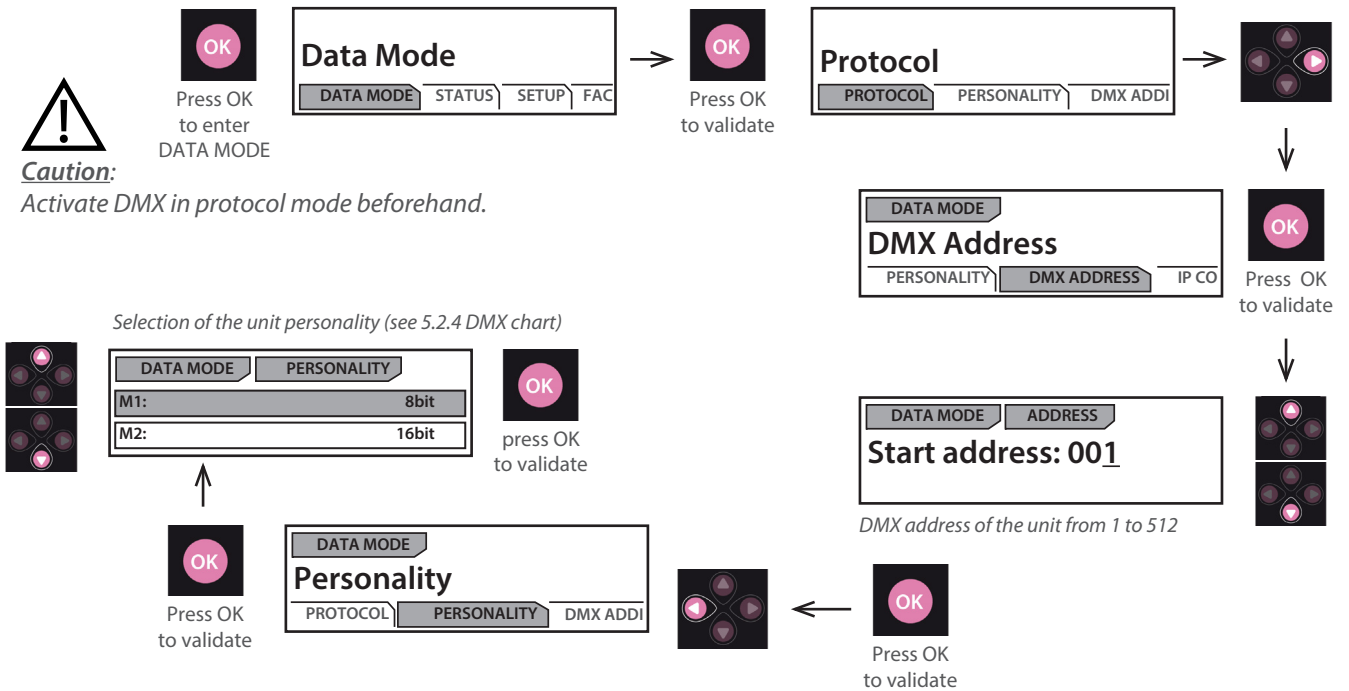 OK
Press OK
to enter
DATA MODE
Data Mode
DATA MODE STATUS SETUP FAC
OK
Press OK
to validate
Protocol
PROTOCOL PERSONALITY DMX ADDI
Caution:
Activate DMX in protocol mode beforehand.
DATA MODE
DMX Address
PERSONALITY DMX ADDRESS IP CO
OK
Press OK
to validate
DATA MODE ADDRESS
Start address: 001
DMX address of the unit from 1 to 512
OK
Press OK
to validate
DATA MODE
Personality
PROTOCOL PERSONALITY DMX ADDI
OK
Press OK
to validate
Selection of the unit personality (see 5.2.4 DMX chart)
DATA MODE PERSONALITY
M1: 8bit
M2: 16bit
OK
press OK
to validate